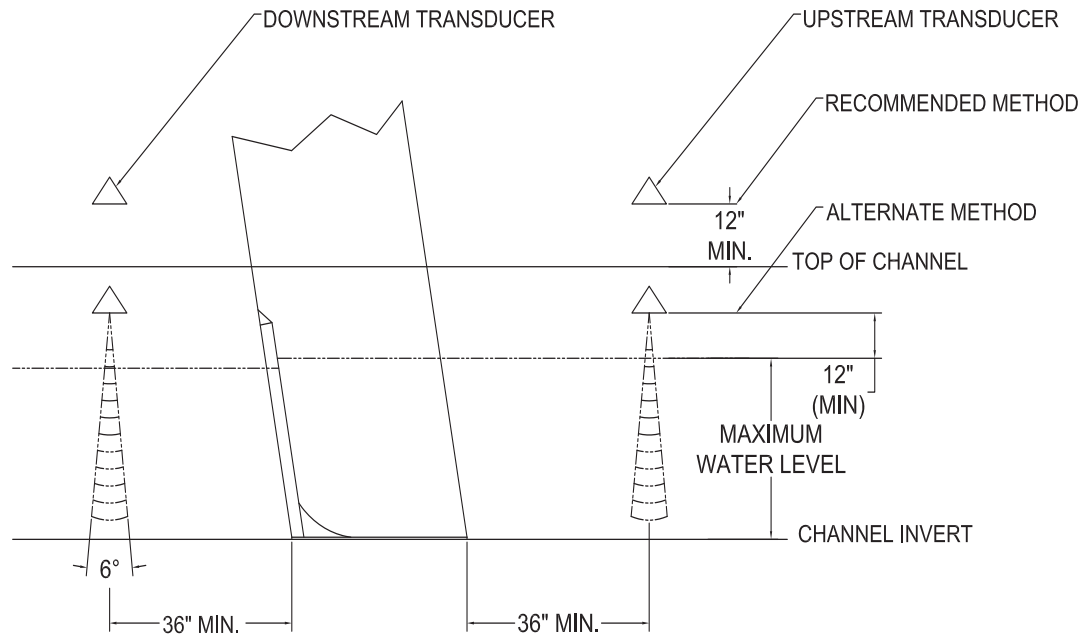 DOWNSTREAM TRANSDUCER
UPSTREAM TRANSDUCER
RECOMMENDED METHOD
12"
MIN.
ALTERNATE METHOD
TOP OF CHANNEL
12"
(MIN)
MAXIMUM
WATER LEVEL
CHANNEL INVERT
6°
36" MIN.
36" MIN.